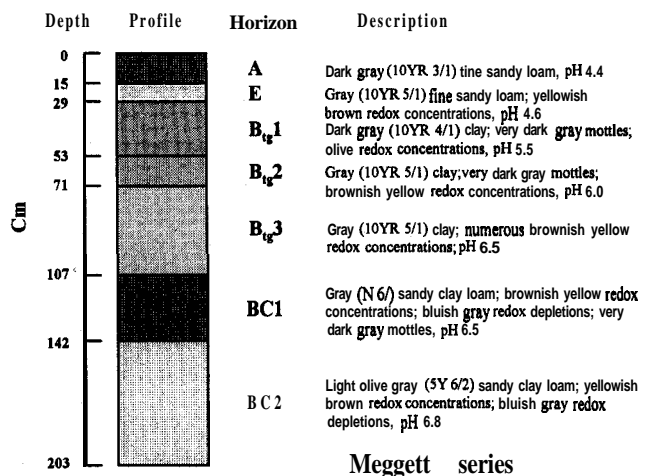 Depth Profile Horizon Description
0
A
Dark gray (10YR 3/1) tine sandy loam, pH 4.4
15
E
Gray (10YR 5/1) fine sandy loam; yellowish
brown redox concentrations, pH 4.6
29
Btg1
Dark gray (10YR 4/1) clay; very dark gray mottles;
olive redox concentrations, pH 5.5
53
Btg2
Gray (10YR 5/1) clay;very dark gray mottles;
brownish yellow redox concentrations, pH 6.0
71
Cm
Btg3
Gray (10YR 5/1) clay; numerous brownish yellow
redox concentrations; pH 6.5
107
BC1
Gray (N 6/) sandy clay loam; brownish yellow redox
concentrations; bluish gray redox depletions; very
dark gray mottles, pH 6.5
142
BC2
Light olive gray (5Y 6/2) sandy clay loam; yellowish
brown redox concentrations; bluish gray redox
depletions, pH 6.8
203
Meggett series